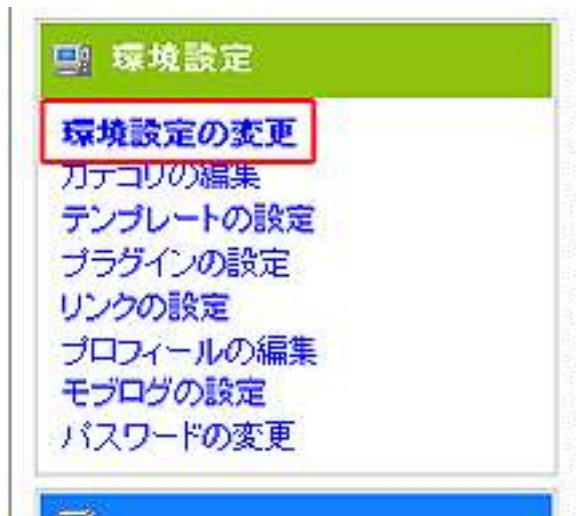 環境設定
環境設定の変更
カテゴリの編集
テンプレートの設定
プラグインの設定
リンクの設定
プロフィールの編集
モブログの設定
パスワードの変更